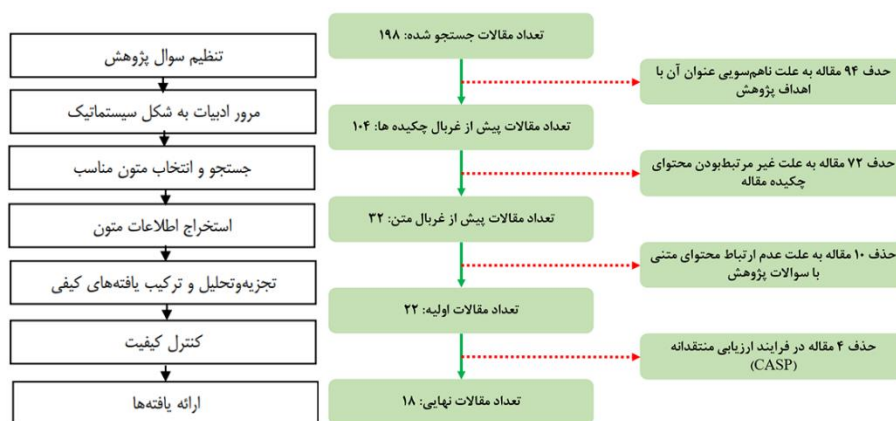 تنظیم سوال پژوهش
مرور ادبیات به شکل سیستماتیک
جستجو و انتخاب متون مناسب
استخراج اطلاعات متون
تجزیه‌وتحلیل و ترکیب یافته‌های کیفی
کنترل کیفیت
ارائه یافته‌ها
تعداد مقالات جستجو شده: ۱۹۸
حذف ۹۴ مقاله به علت ناهم‌سویی عنوان آن با
اهداف پژوهش
تعداد مقالات پیش از غربال چکیده ها: ۱۰۴
حذف ۷۲ مقاله به علت غیر مرتبط‌بودن محتوای
چکیده مقاله
تعداد مقالات پیش از غربال متن: ۳۲
حذف ۱۰ مقاله به علت عدم ارتباط محتوای متنی
با سوالات پژوهش
تعداد مقالات اولیه: ۲۲
حذف ۴ مقاله در فرایند ارزیابی منتقدانه
(CASP)
تعداد مقالات نهایی: ۱۸